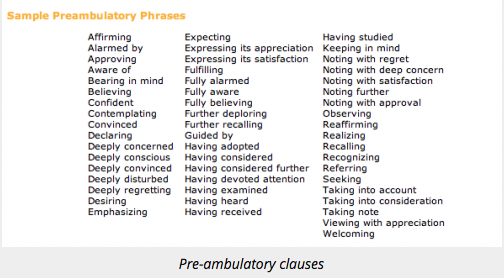 Sample Preambulatory Phrases
Affirming
Alarmed by
Approving
Aware of
Bearing in mind
Believing
Confident
Contemplating
Convinced
Declaring
Deeply concerned
Deeply conscious
Deeply convinced
Deeply disturbed
Deeply regretting
Desiring
Emphasizing
Expecting
Expressing its appreciation
Expressing its satisfaction
Fulfilling
Fully alarmed
Fully aware
Fully believing
Further deploring
Further recalling
Guided by
Having adopted
Having considered
Having considered further
Having devoted attention
Having examined
Having heard
Having received
Having studied
Keeping in mind
Noting with regret
Noting with deep concern
Noting with satisfaction
Noting further
Noting with approval
Observing
Reaffirming
Realizing
Recalling
Recognizing
Referring
Seeking
Taking into account
Taking into consideration
Taking note
Viewing with appreciation
Welcoming
Pre-ambulatory clauses